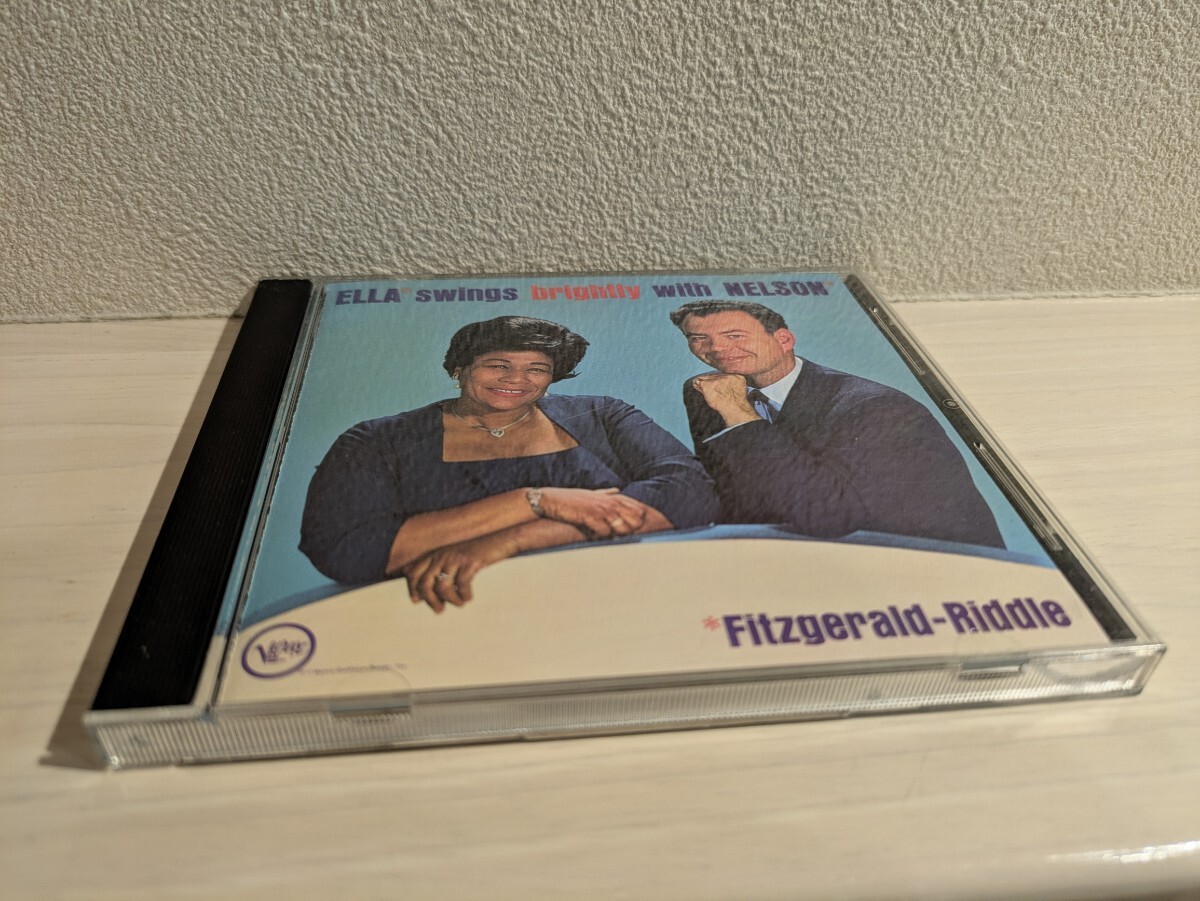 ELLA* swings brightly with NELSON*
*Fitzgerald-Riddle
Verve